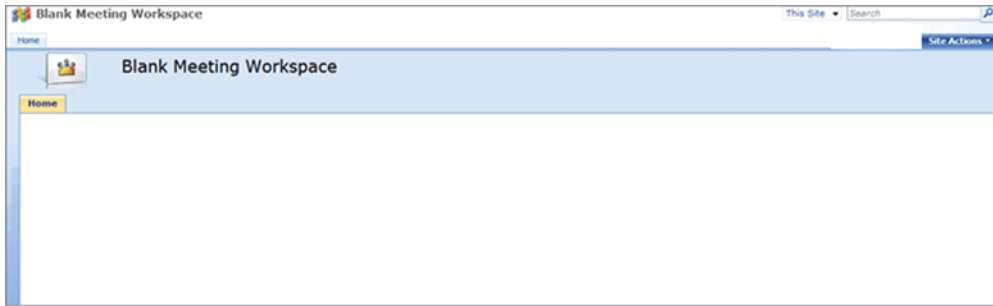 Blank Meeting Workspace
This Site Search
Home
Site Actions
Blank Meeting Workspace
Home